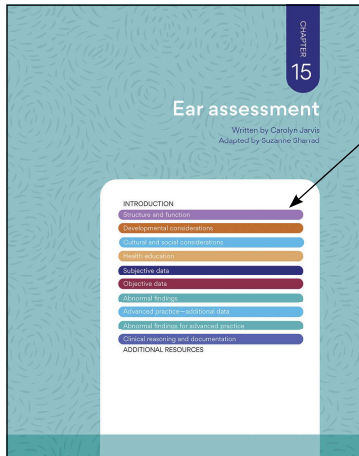 CHAPTER
15
Ear assessment
Written by Carolyn Jarvis
Adapted by Suzanne Sharrad
INTRODUCTION
Structure and function
Developmental considerations
Cultural and social considerations
Health education
Subjective data
Objective data
Abnormal findings
Advanced practice—additional data
Abnormal findings for advanced practice
Clinical reasoning and documentation
ADDITIONAL RESOURCES